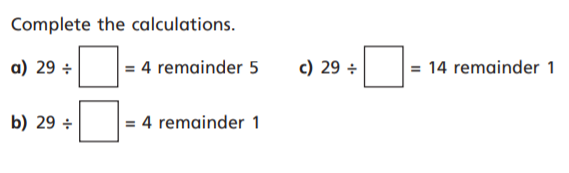 Complete the calculations.
a) 29 ÷ = 4 remainder 5
c) 29 ÷ = 14 remainder 1
b) 29 ÷ = 4 remainder 1